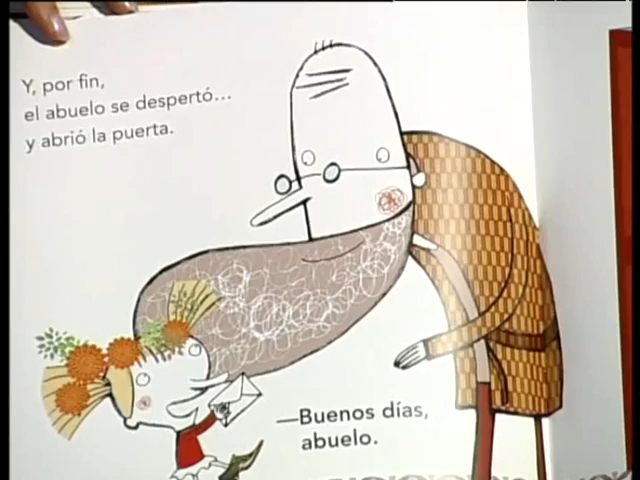 Y, por fin,
el abuelo se despertó...
y abrió la puerta.
—Buenos días,
abuelo.